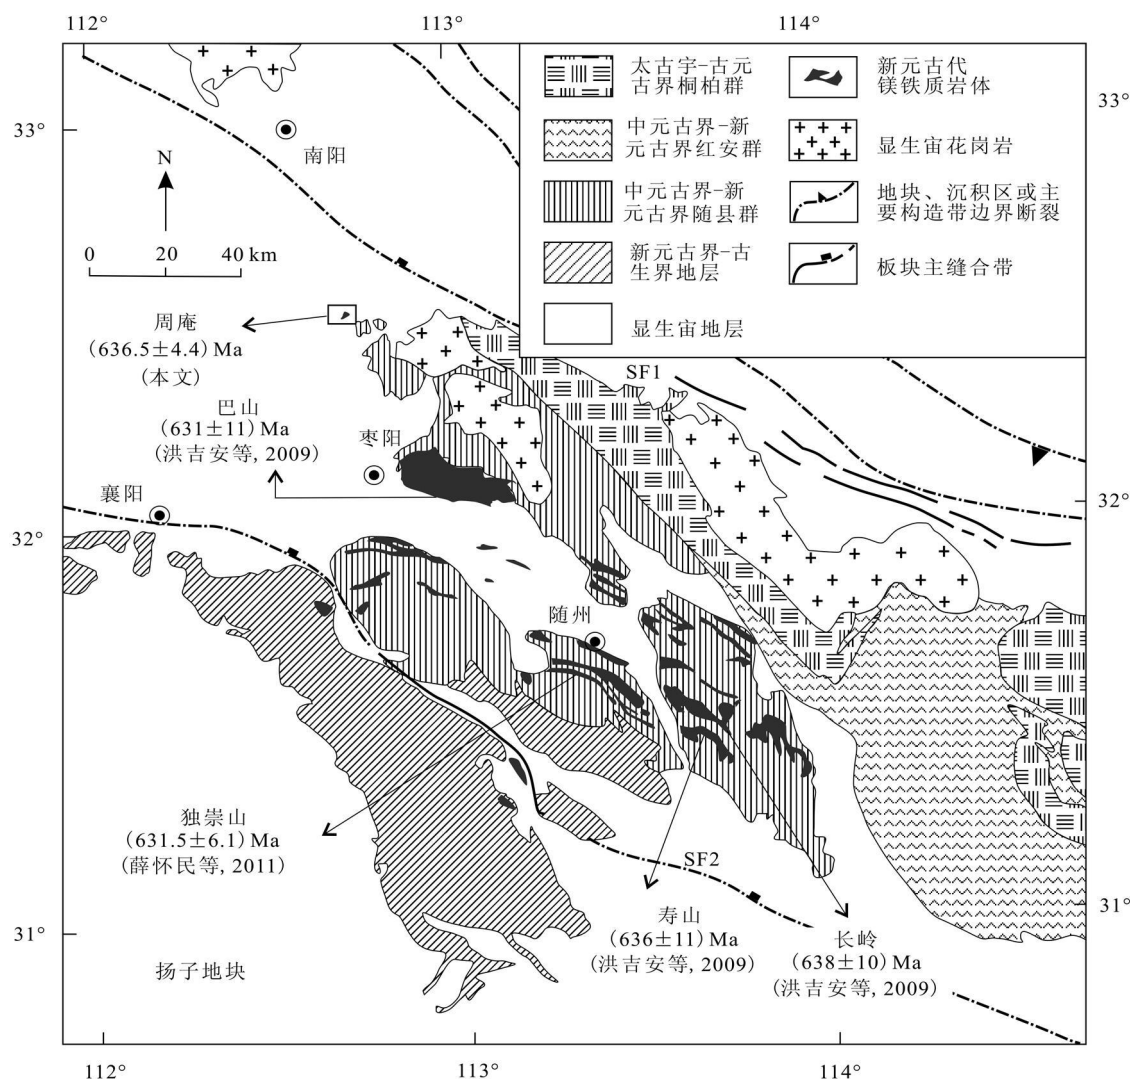 112°
113°
114°
33°
33°
32°
32°
31°
31°
112°
113°
114°
太古宇-古元
古界桐柏群
中元古界-新
元古界红安群
中元古界-新
元古界随县群
新元古界-古
生界地层
显生宙地层
新元古代
镁铁质岩体
显生宙花岗岩
地块、沉积区或主
要构造带边界断裂
板块主缝合带
南阳
N
0 20 40 km
周庵
(636.5±4.4) Ma
(本文)
SF1
巴山
(631±11) Ma
(洪吉安等, 2009)
枣阳
襄阳
随州
独崇山
(631.5±6.1) Ma
(薛怀民等, 2011)
SF2
寿山
(636±11) Ma
(洪吉安等, 2009)
长岭
(638±10) Ma
(洪吉安等, 2009)
扬子地块